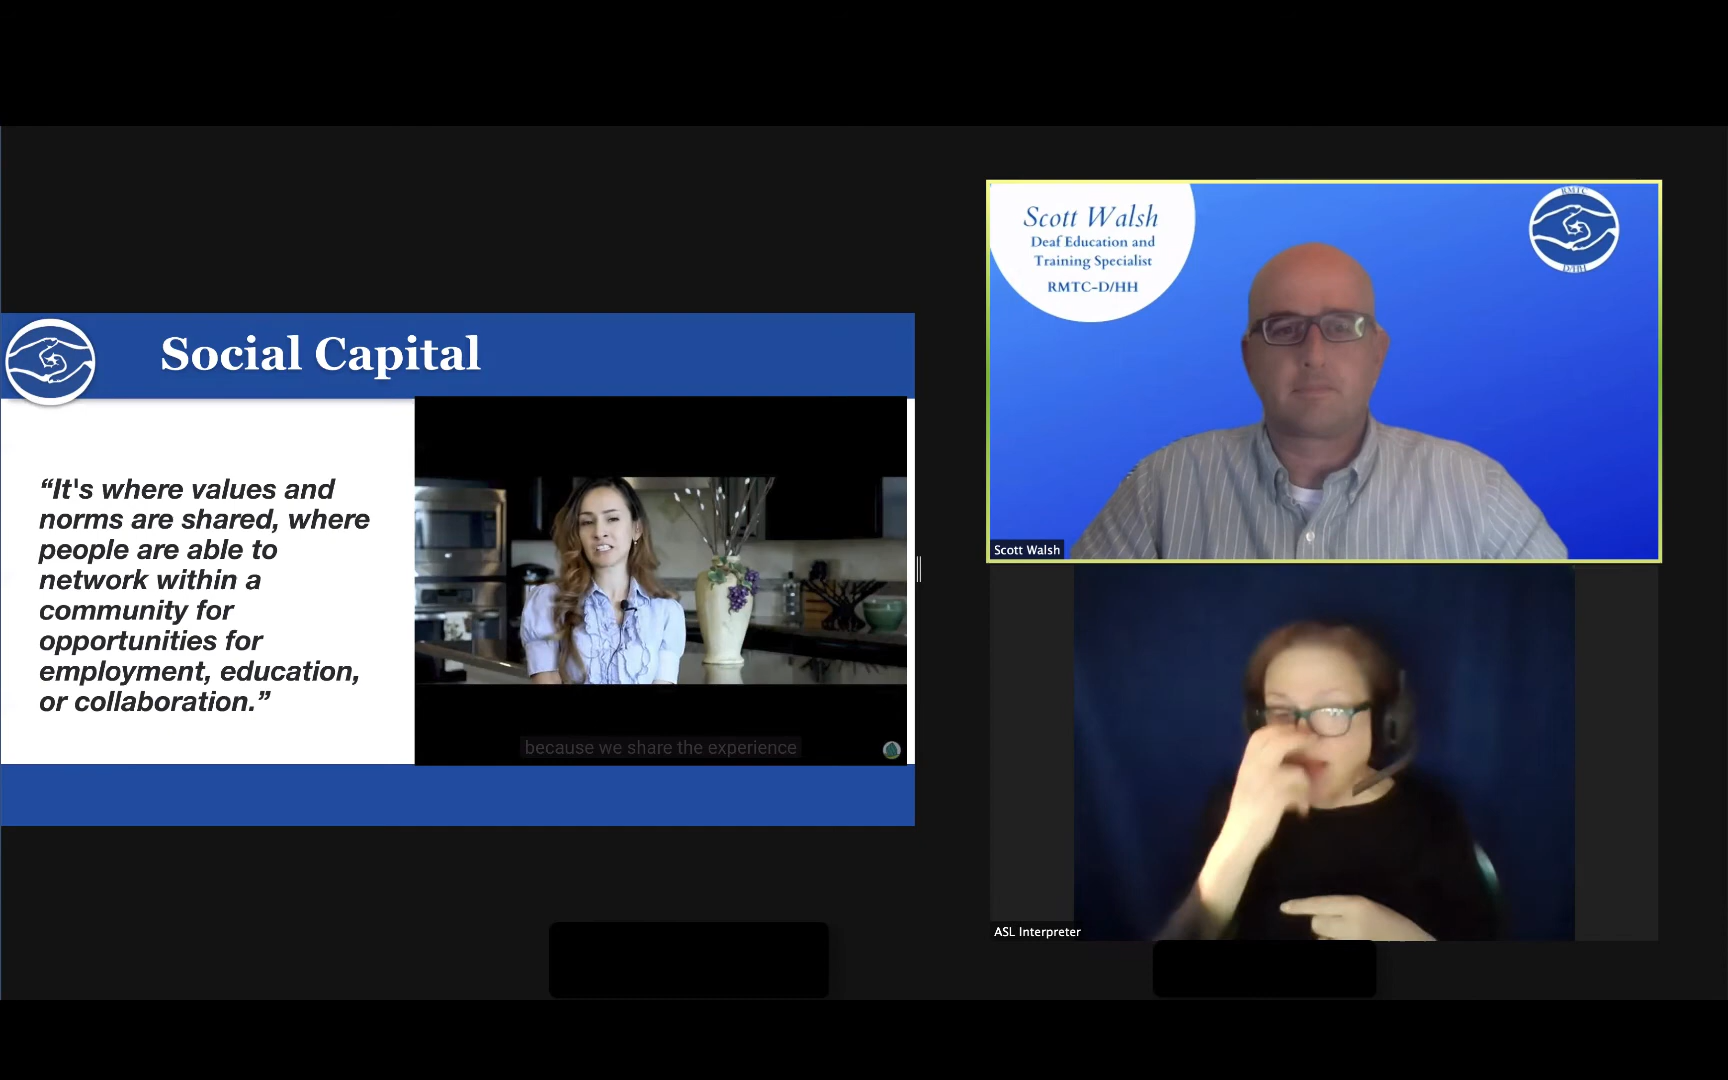 Social Capital
“It's where values and
norms are shared, where
people are able to
network within a
community for
opportunities for
employment, education,
or collaboration.”
because we share the experience
Scott Walsh
Deaf Education and
Training Specialist
RMTC-D/HH
RMTC
D/HH
Scott Walsh
ASL Interpreter